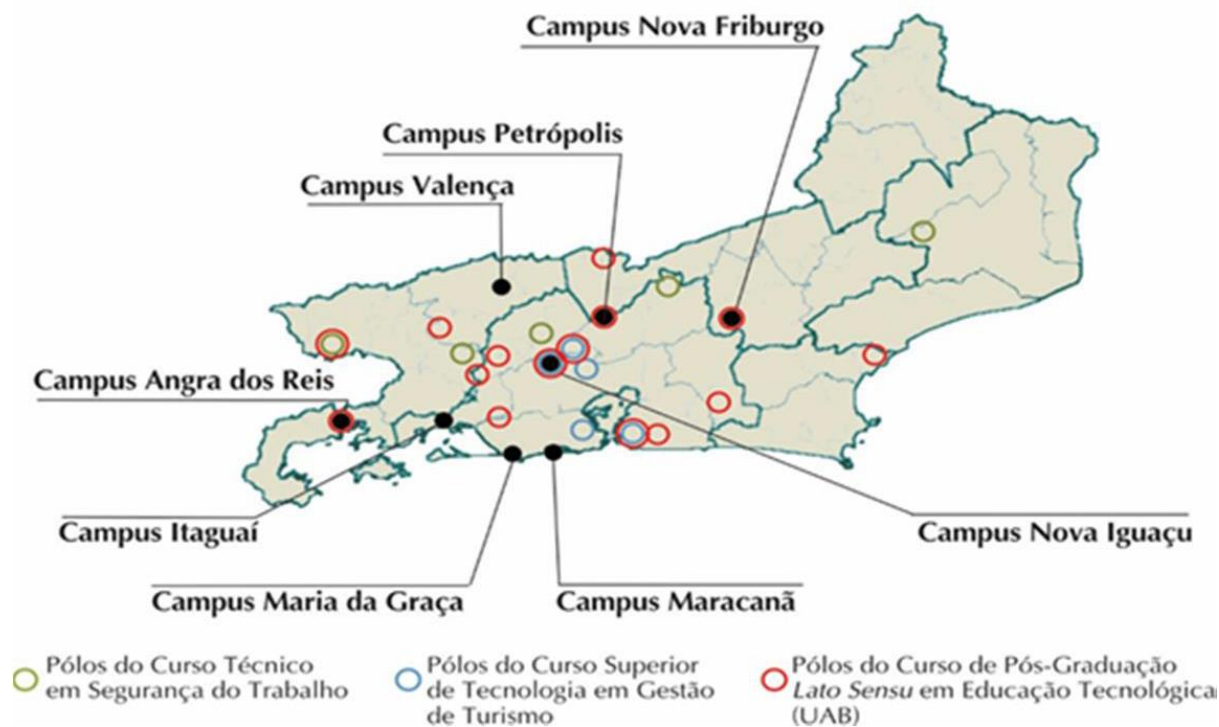 Campus Nova Friburgo
Campus Petrópolis
Campus Valença
Campus Angra dos Reis
Campus Itaguaí
Campus Nova Iguaçu
Campus Maria da Graça
Campus Maracanã
Pólos do Curso Técnico
em Segurança do Trabalho
Pólos do Curso Superior
de Tecnologia em Gestão
de Turismo
Pólos do Curso de Pós-Graduação
Lato Sensu em Educação Tecnológica
(UAB)